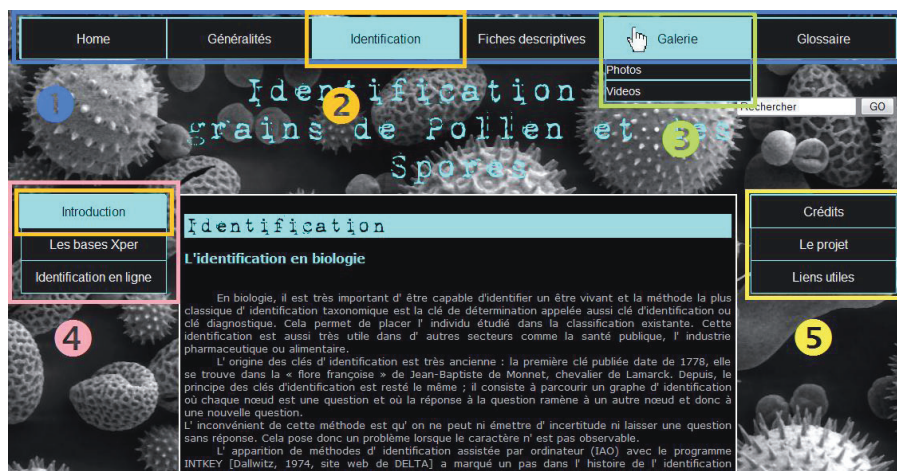 Home Généralités Identification Fiches descriptives Galerie Glossaire
Photos
Videos
1
2
3
Rechercher GO
Identification
grains de Pollen et des
Spores
Introduction
Les bases Xper
Identification en ligne
4
Identification
L'identification en biologie
En biologie, il est très important d' être capable d'identifier un être vivant et la méthode la plus
classique d' identification taxonomique est la clé de détermination appelée aussi clé d'identification ou
clé diagnostique. Cela permet de placer l' individu étudié dans la classification existante. Cette
identification est aussi très utile dans d' autres secteurs comme la santé publique, l' industrie
pharmaceutique ou alimentaire.
L' origine des clés d' identification est très ancienne : la première clé publiée date de 1778, elle
se trouve dans la « flore françoise » de Jean-Baptiste de Monnet, chevalier de Lamarck. Depuis, le
principe des clés d'identification est resté le même ; il consiste à parcourir un graphe d' identification
où chaque nœud est une question et où la réponse à la question ramène à un autre nœud et donc à
une nouvelle question.
L' inconvénient de cette méthode est qu' on ne peut ni émettre d' incertitude ni laisser une question
sans réponse. Cela pose donc un problème lorsque le caractère n' est pas observable.
L' apparition de méthodes d' identification assistée par ordinateur (IAO) avec le programme
INTKEY [Dallwitz, 1974, site web de DELTA] a marqué un pas dans l' histoire de l' identification
Crédits
Le projet
Liens utiles
5